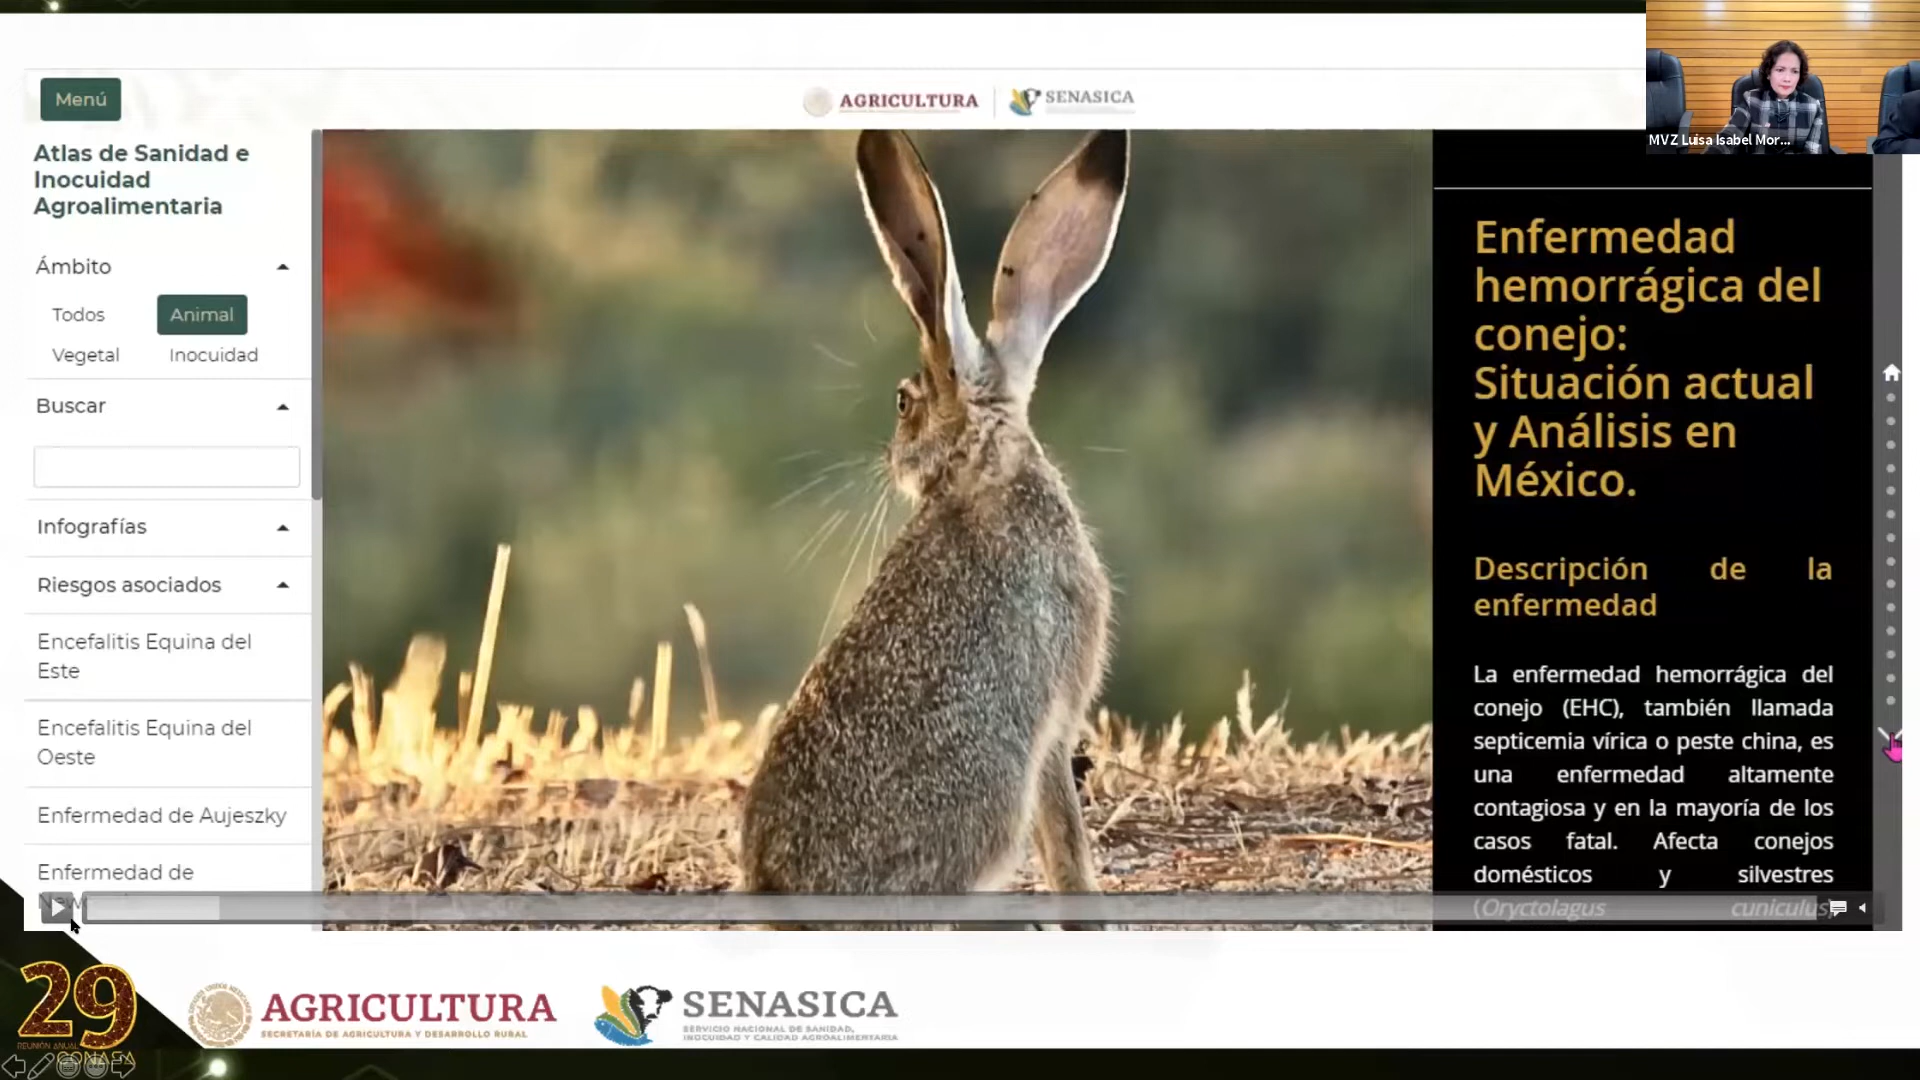 MVZ Luisa Isabel Mor...
Menú
AGRICULTURA
SENASICA
Atlas de Sanidad e
Inocuidad
Agroalimentaria
Ámbito
Todos
Animal
Vegetal
Inocuidad
Buscar
Infografías
Riesgos asociados
Encefalitis Equina del
Este
Encefalitis Equina del
Oeste
Enfermedad de Aujeszky
Enfermedad de
Enfermedad
hemorrágica del
conejo:
Situación actual
y Análisis en
México.
Descripción de la
enfermedad
La enfermedad hemorrágica del
conejo (EHC), también llamada
septicemia vírica o peste china, es
una enfermedad altamente
contagiosa y en la mayoría de los
casos fatal. Afecta conejos
domésticos y silvestres
(Oryctolagus cuniculus)
29
REUNIÓN ANUAL
CONASA
AGRICULTURA
SECRETARÍA DE AGRICULTURA Y DESARROLLO RURAL
SENASICA
SERVICIO NACIONAL DE SANIDAD,
INOCUIDAD Y CALIDAD AGROALIMENTARIA